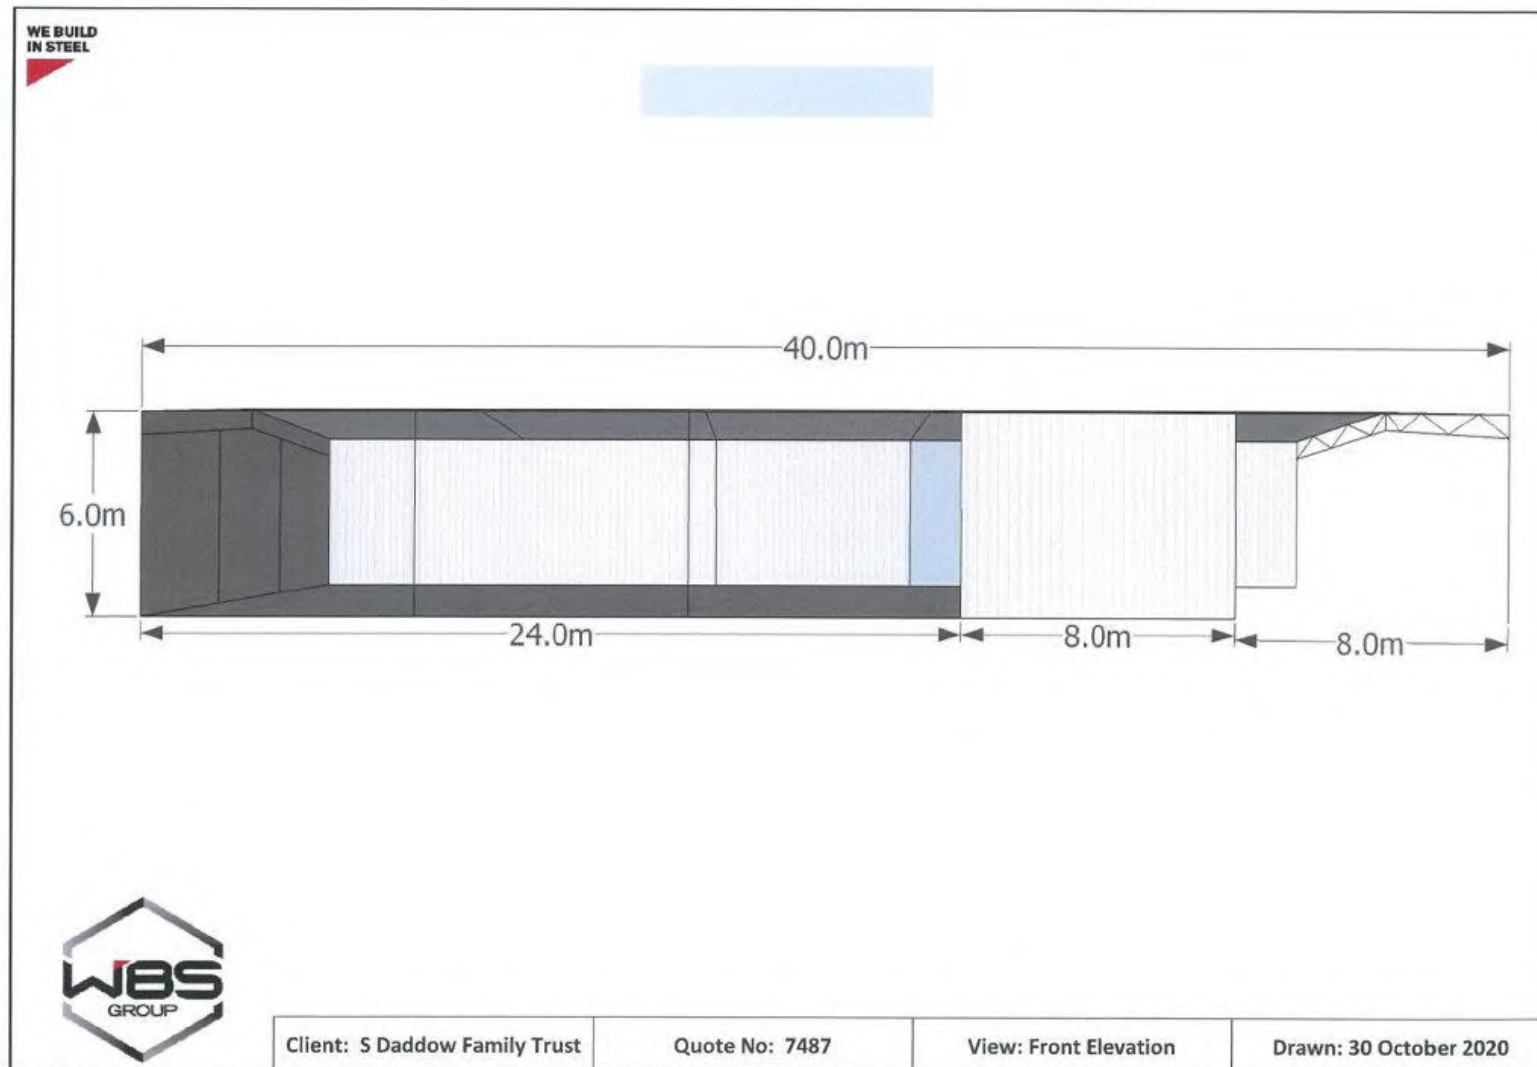 WE BUILD
IN STEEL
40.0m
6.0m
24.0m
8.0m
8.0m
WBS
GROUP
Client: S Daddow Family Trust
Quote No: 7487
View: Front Elevation
Drawn: 30 October 2020